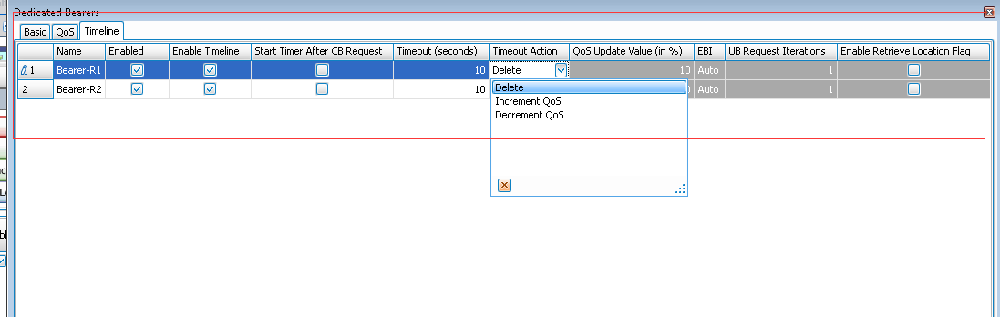 Dedicated Bearers
Basic QoS Timeline
Name Enabled Enable Timeline Start Timer After CB Request Timeout (seconds) Timeout Action QoS Update Value (in %) EBI UB Request Iterations Enable Retrieve Location Flag
1 Bearer-R1 10 Delete 10 Auto 1
2 Bearer-R2 10 Auto 1
Delete
Increment QoS
Decrement QoS